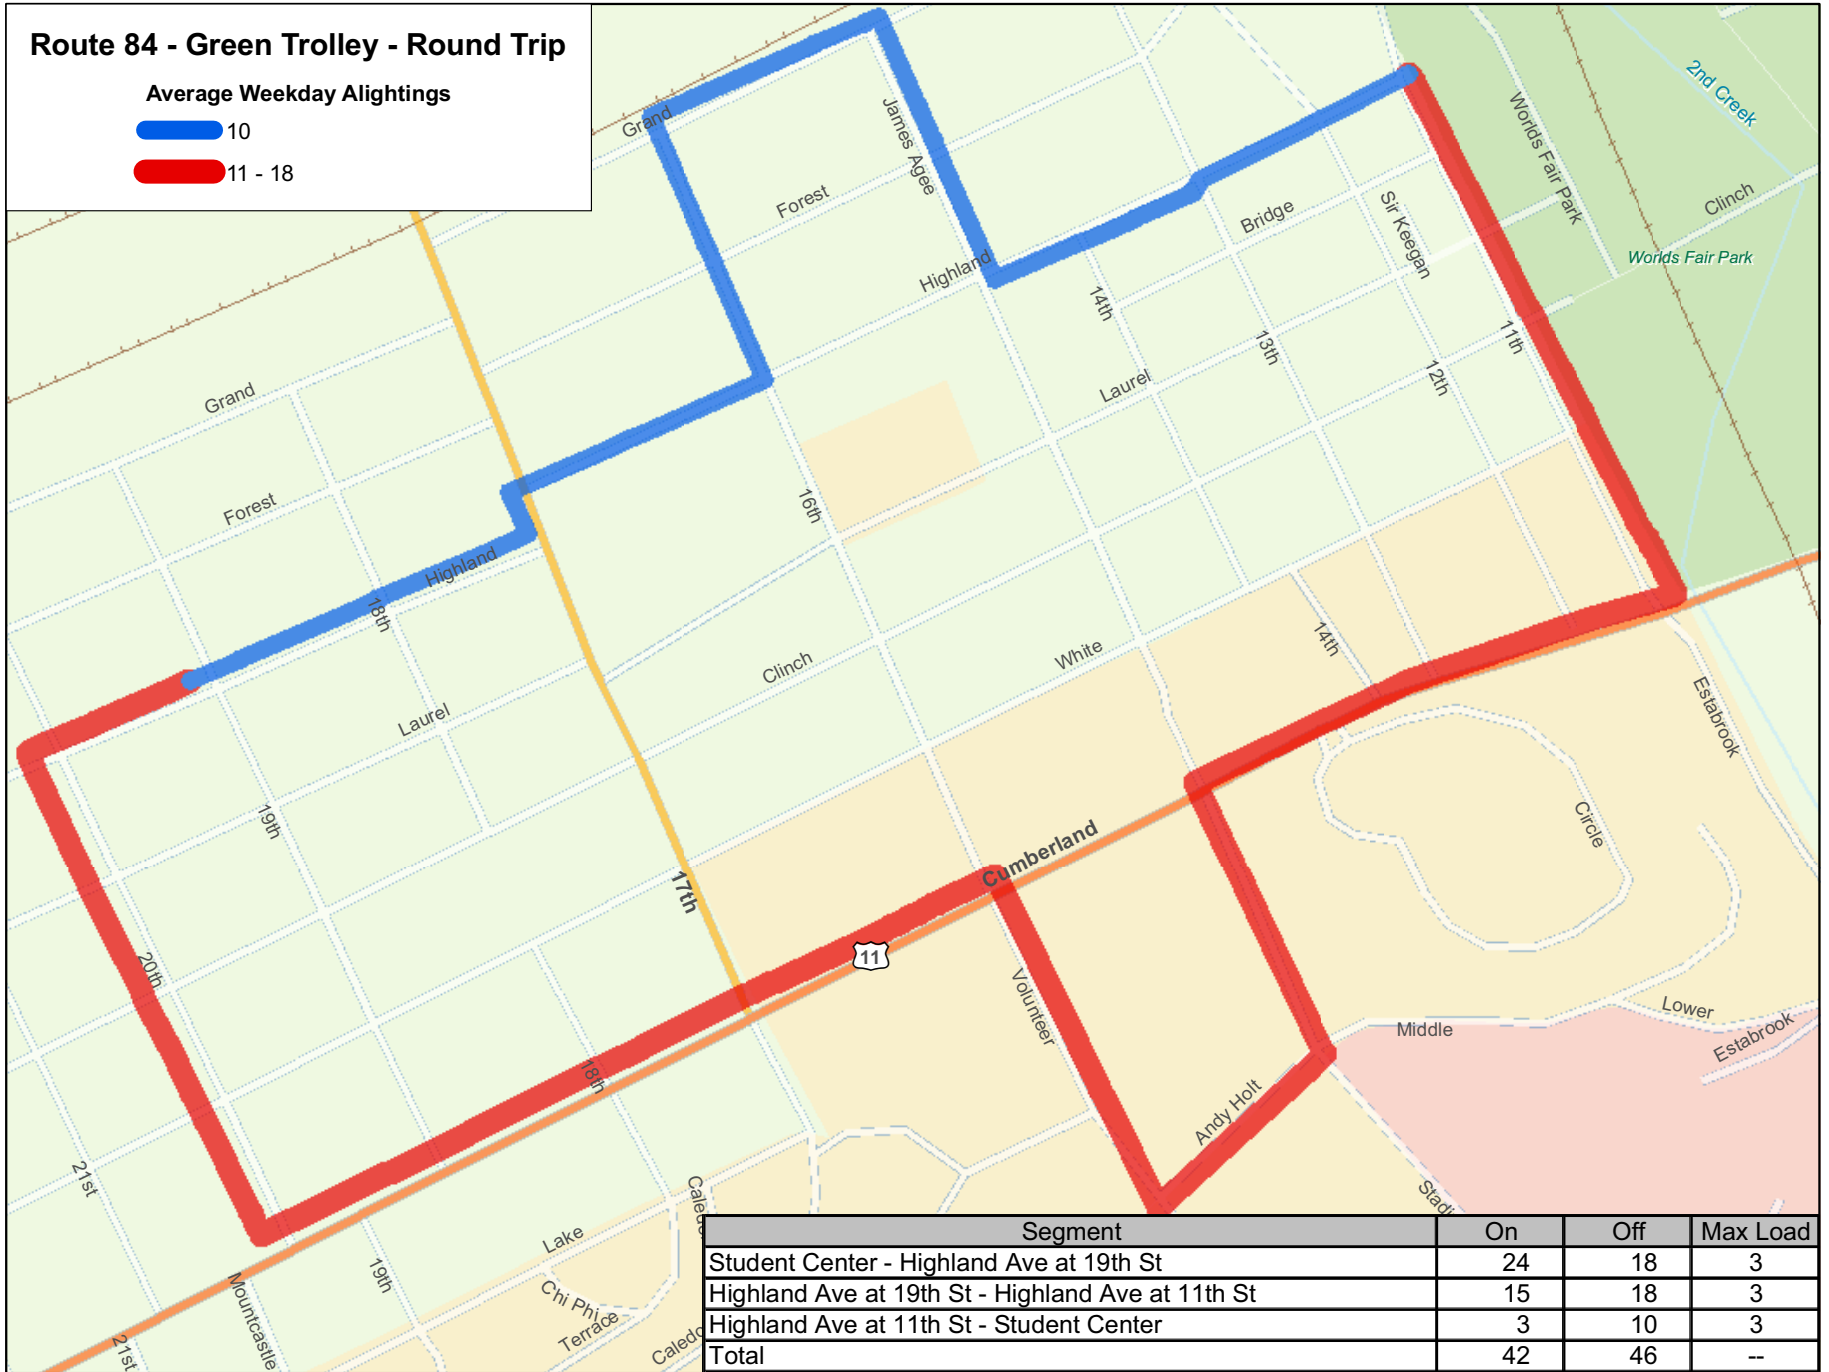 Route 84 - Green Trolley - Round Trip
Average Weekday Alightings
10
11 - 18
Grand
James Agee
Forest
Highland
14th
Bridge
Sir Keegan
13th
12th
11th
Laurel
Worlds Fair Park
2nd Creek
Clinch
Worlds Fair Park
Grand
Forest
Highland
18th
16th
Laurel
Clinch
White
14th
Estabrook
19th
17th
Cumberland
11
Circle
20th
18th
Volunteer
Middle
Lower
Estabrook
Andy Holt
21st
Lake
19th
Mountcastle
Chi Phi
Terrace
21st
Segment On Off Max Load
Student Center - Highland Ave at 19th St 24 18 3
Highland Ave at 19th St - Highland Ave at 11th St 15 18 3
Highland Ave at 11th St - Student Center 3 10 3
Total 42 46 --